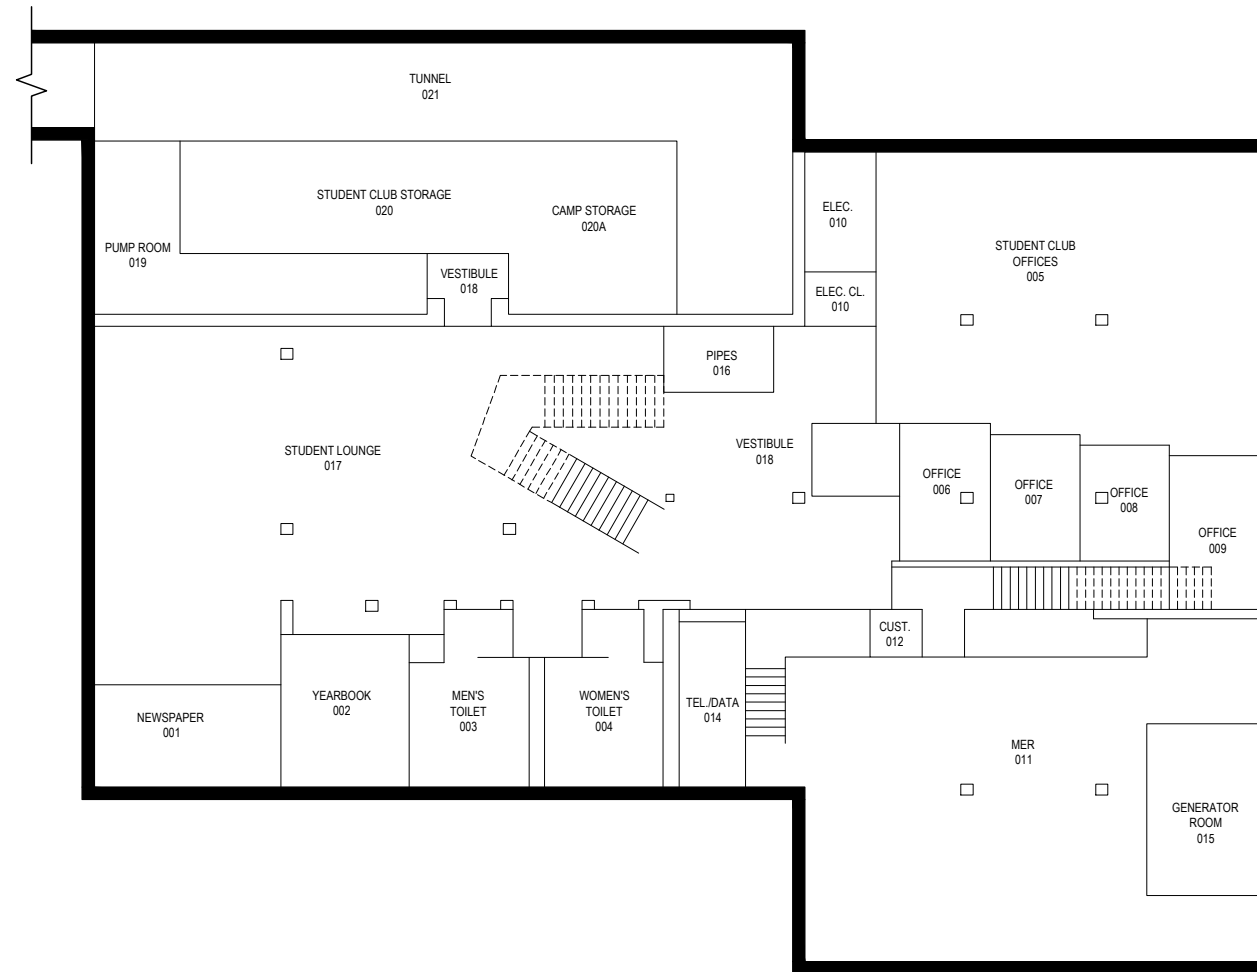 TUNNEL
021
STUDENT CLUB STORAGE
020
CAMP STORAGE
020A
PUMP ROOM
019
VESTIBULE
018
ELEC.
010
ELEC. CL.
010
STUDENT CLUB
OFFICES
005
PIPES
016
STUDENT LOUNGE
017
VESTIBULE
018
OFFICE
006
OFFICE
007
OFFICE
008
OFFICE
009
CUST.
012
NEWSPAPER
001
YEARBOOK
002
MEN'S
TOILET
003
WOMEN'S
TOILET
004
TEL./DATA
014
MER
011
GENERATOR
ROOM
015